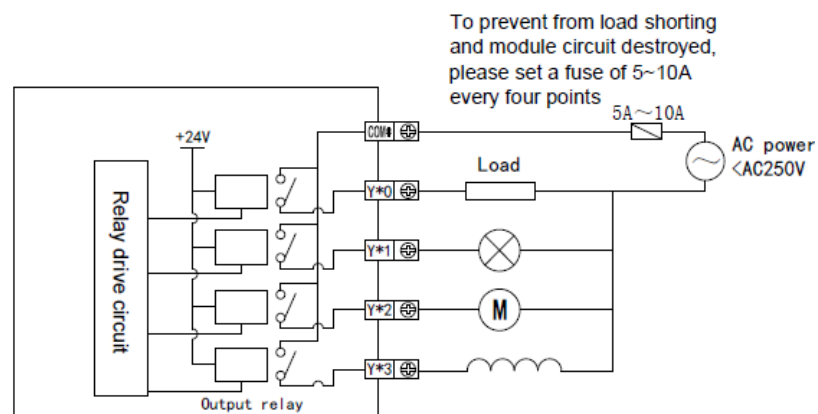 To prevent from load shorting
and module circuit destroyed,
please set a fuse of 5~10A
every four points
5A～10A
COM#
+24V
AC power
<AC250V
Load
Relay drive circuit
Y*0
Y*1
Y*2
M
Y*3
Output relay